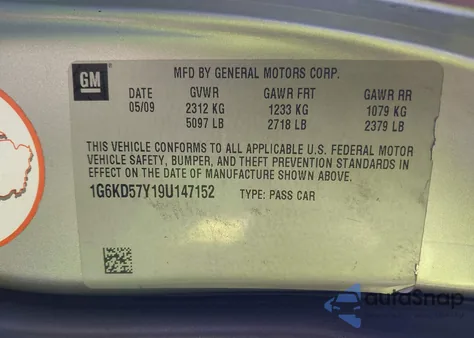 GM
MFD BY GENERAL MOTORS CORP.
DATE GVWR GAWR FRT GAWR RR
05/09 2312 KG 1233 KG 1079 KG
5097 LB 2718 LB 2379 LB
THIS VEHICLE CONFORMS TO ALL APPLICABLE U.S. FEDERAL MOTOR
VEHICLE SAFETY, BUMPER, AND THEFT PREVENTION STANDARDS IN
EFFECT ON THE DATE OF MANUFACTURE SHOWN ABOVE.
1G6KD57Y19U147152 TYPE: PASS CAR
autoSnap